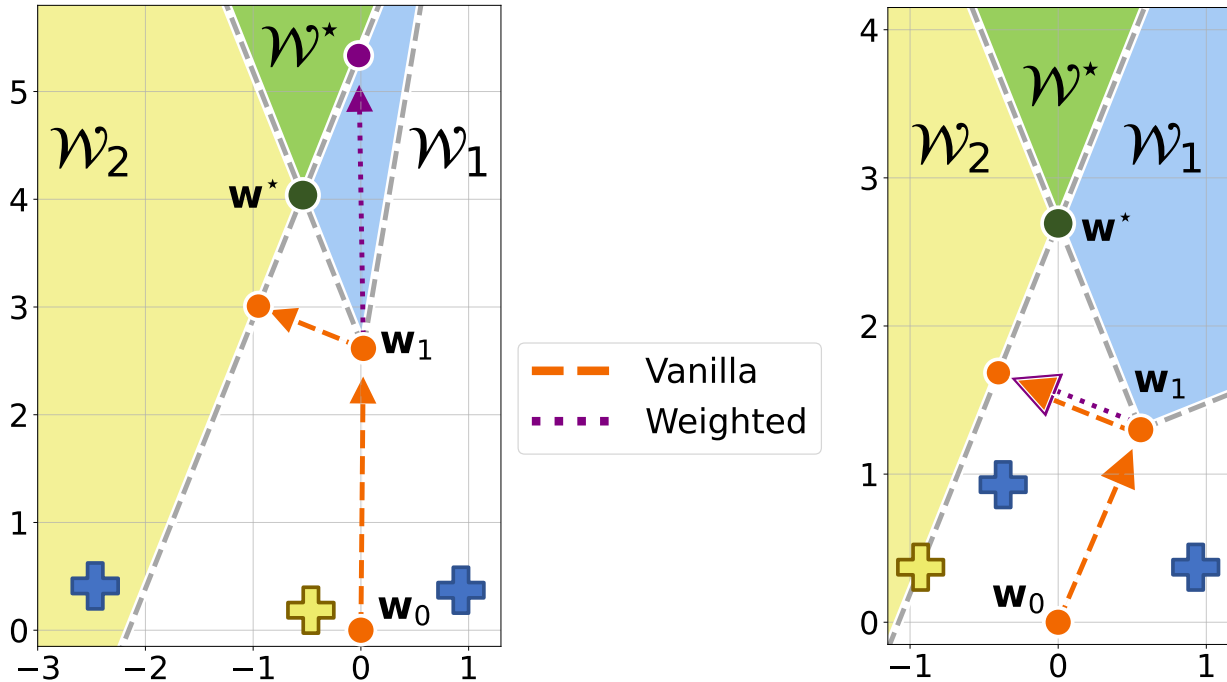 𝒲*
𝒲₂
𝒲₁
w*
w₁
w₀
5
4
3
2
1
0
−3
−2
−1
0
1
Vanilla
Weighted
𝒲*
𝒲₂
𝒲₁
w*
w₁
w₀
4
3
2
1
0
−1
0
1